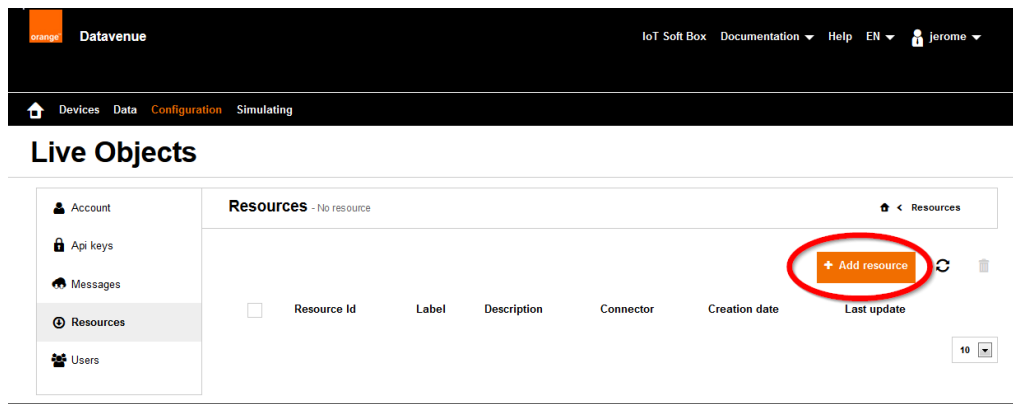 orange™ Datavenue IoT Soft Box Documentation Help EN jerome
Devices Data Configuration Simulating
Live Objects
Account
Api keys
Messages
Resources
Users
Resources - No resource
Resources
+ Add resource
Resource Id Label Description Connector Creation date Last update
10